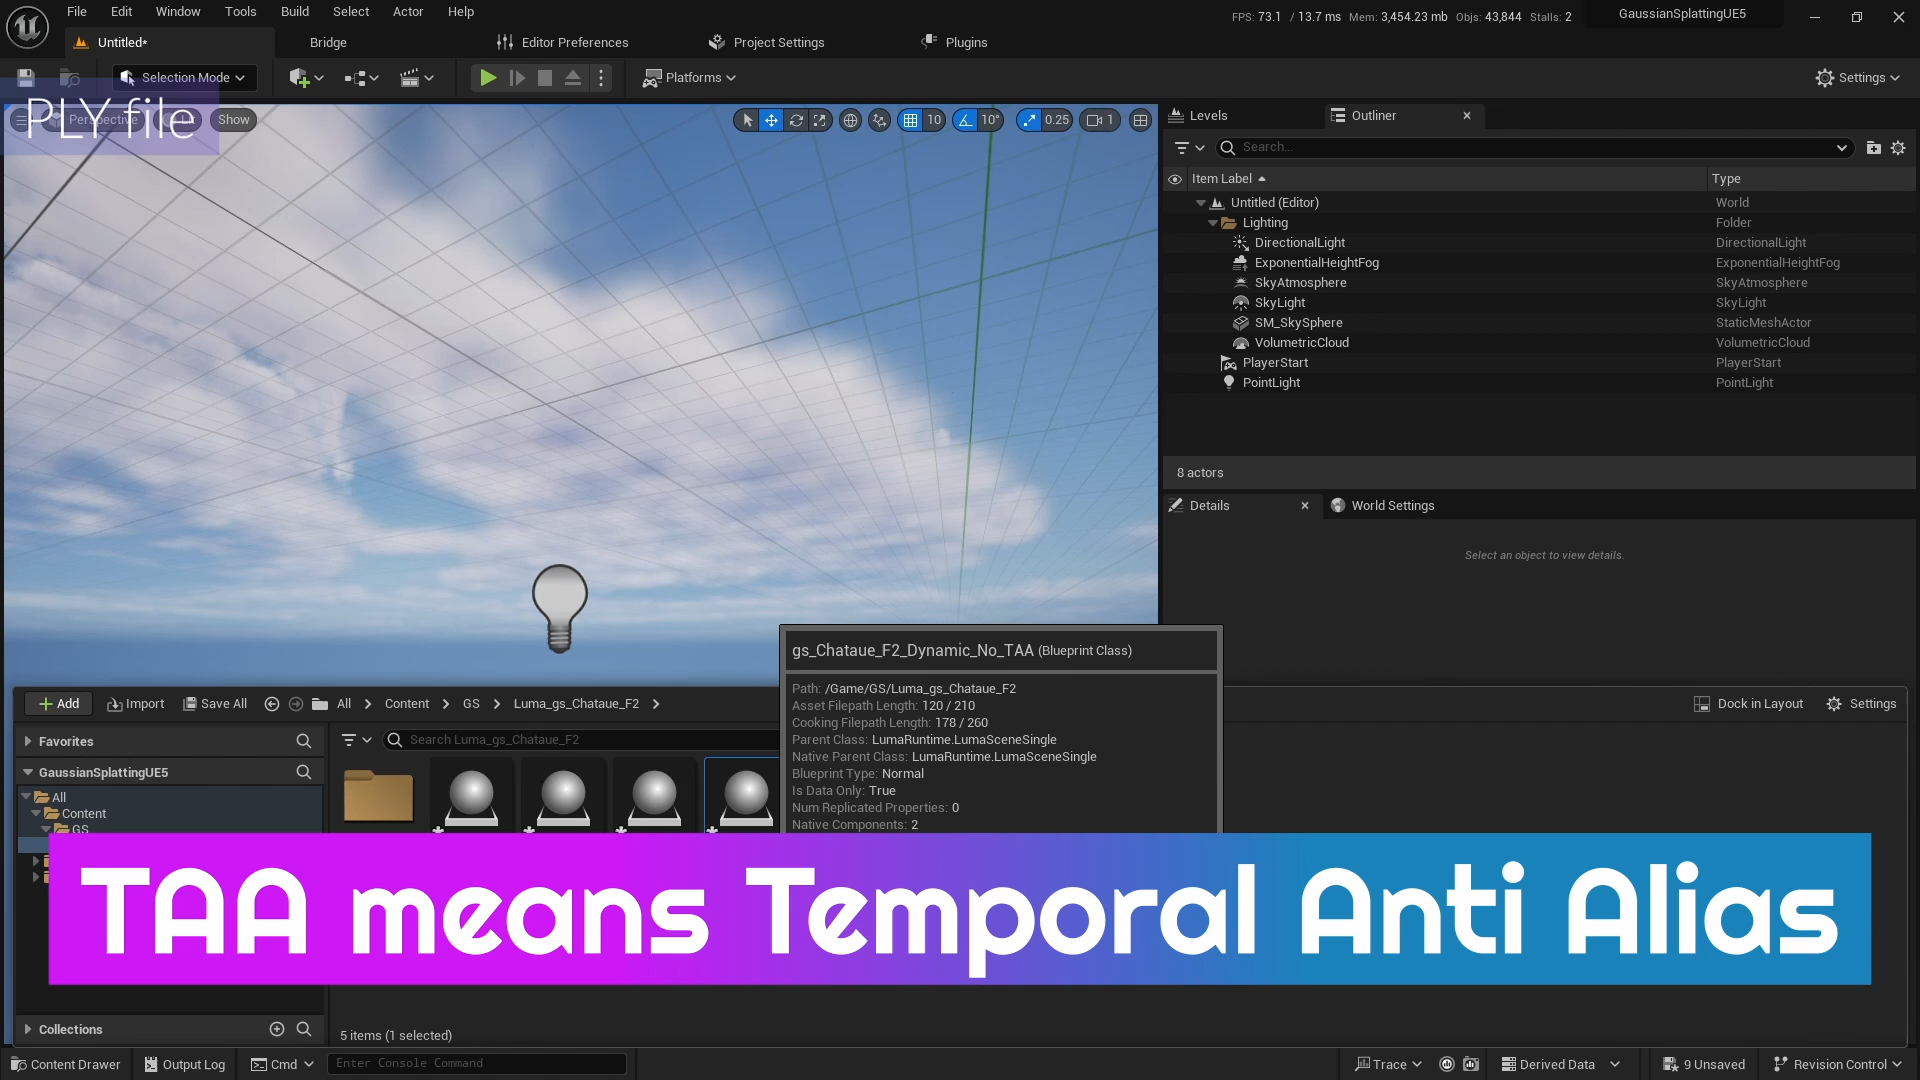 File Edit Window Tools Build Select Actor Help
FPS: 73.1 / 13.7 ms Mem: 3,454.23 mb Objs: 43,844 Stalls: 2
GaussianSplattingUE5
Untitled*
Bridge
Editor Preferences
Project Settings
Plugins
Selection Mode
Platforms
Settings
PLY file
Perspective
Show
10
10°
0.25
1
Levels
Outliner
Search...
Item Label
Type
Untitled (Editor) World
Lighting Folder
DirectionalLight DirectionalLight
ExponentialHeightFog ExponentialHeightFog
SkyAtmosphere SkyAtmosphere
SkyLight SkyLight
SM_SkySphere StaticMeshActor
VolumetricCloud VolumetricCloud
PlayerStart PlayerStart
PointLight PointLight
8 actors
Details
World Settings
Select an object to view details.
gs_Chataue_F2_Dynamic_No_TAA (Blueprint Class)
Path: /Game/GS/Luma_gs_Chataue_F2
Asset Filepath Length: 120 / 210
Cooking Filepath Length: 178 / 260
Parent Class: LumaRuntime.LumaSceneSingle
Native Parent Class: LumaRuntime.LumaSceneSingle
Blueprint Type: Normal
Is Data Only: True
Num Replicated Properties: 0
Native Components: 2
Add
Import
Save All
All
Content
GS
Luma_gs_Chataue_F2
Dock in Layout
Settings
Favorites
Search Luma_gs_Chataue_F2
GaussianSplattingUE5
All
Content
GS
TAA means Temporal Anti Alias
Collections
5 items (1 selected)
Content Drawer
Output Log
Cmd
Enter Console Command
Trace
Derived Data
9 Unsaved
Revision Control